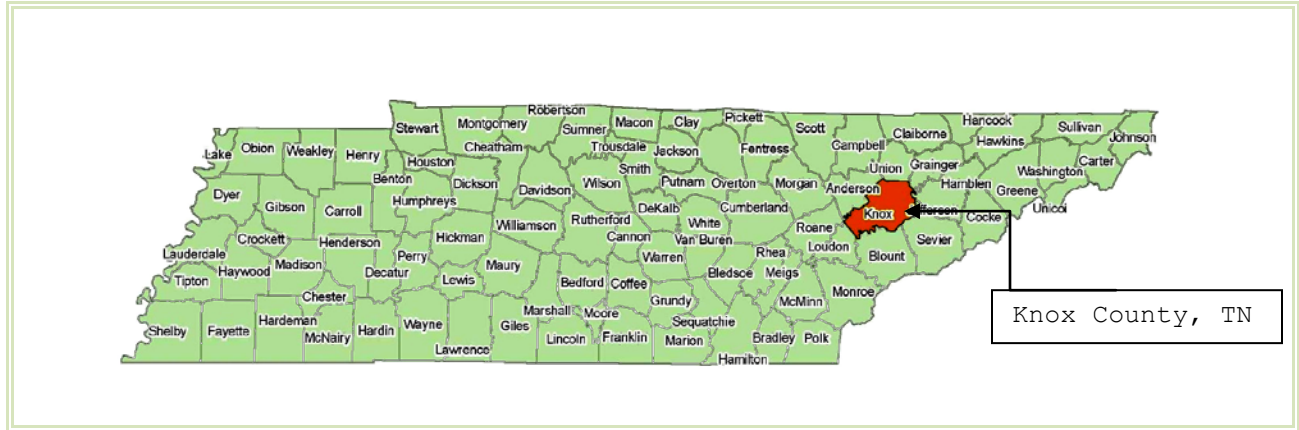 Robertson
Stewart
Montgomery
Sumner
Macon
Clay
Pickett
Scott
Claiborne
Hancock
Hawkins
Sullivan
Johnson
Lake
Obion
Weakley
Henry
Houston
Cheatham
Trousdale
Jackson
Fentress
Campbell
Union
Grainger
Washington
Carter
Benton
Dickson
Davidson
Wilson
Smith
Putnam
Overton
Morgan
Anderson
Hamblen
Greene
Unicoi
Dyer
Gibson
Carroll
Humphreys
Williamson
Rutherford
DeKalb
White
Cumberland
Roane
Knox
Jefferson
Cocke
Crockett
Henderson
Hickman
Cannon
Van Buren
Loudon
Sevier
Blount
Lauderdale
Haywood
Madison
Decatur
Perry
Lewis
Maury
Warren
Bledsoe
Rhea
Meigs
Monroe
Tipton
Chester
Bedford
Coffee
Grundy
McMinn
Shelby
Fayette
Hardeman
McNairy
Hardin
Wayne
Lawrence
Giles
Marshall
Moore
Lincoln
Franklin
Sequatchie
Marion
Hamilton
Bradley
Polk
Knox County, TN